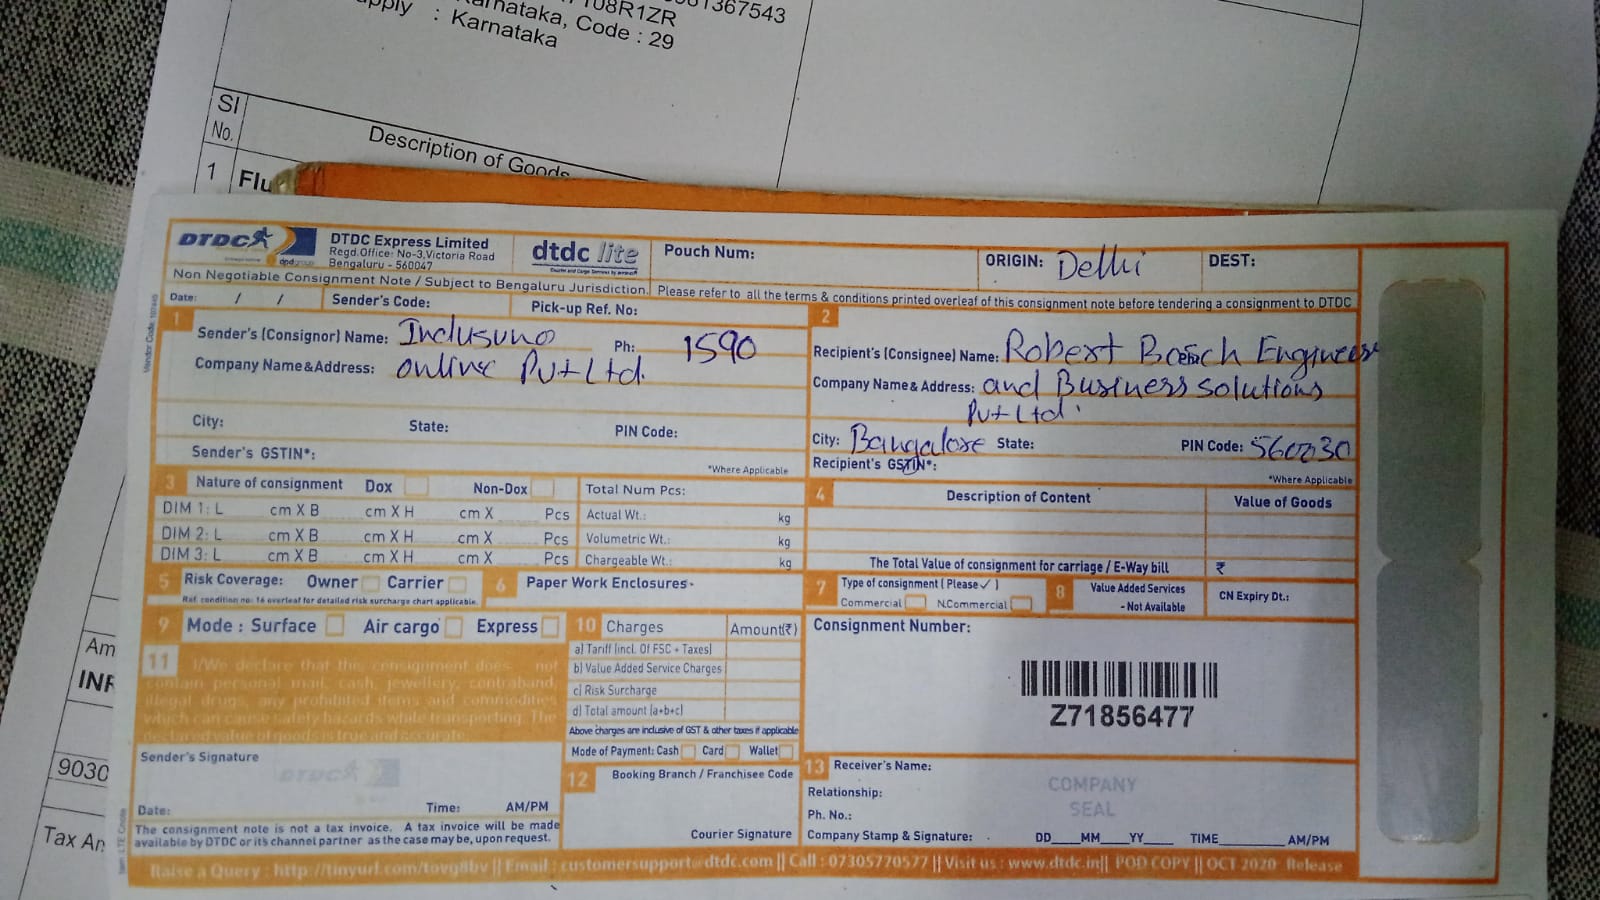 08R1ZR
1367543
Karnataka, Code : 29
: Karnataka
SI
No.
Description of Goods
1
DTDC
DTDC Express Limited
Regd.Office: No-3,Victoria Road
Bengaluru - 560047
dtdc lite
Pouch Num:
ORIGIN: Delhi
DEST:
Non Negotiable Consignment Note / Subject to Bengaluru Jurisdiction.
Please refer to all the terms & conditions printed overleaf of this consignment note before tendering a consignment to DTDC
Date: / /
Sender's Code:
Pick-up Ref. No:
1
Sender's (Consignor) Name:
Ph: 1590
Company Name&Address: online Pvt Ltd.
City: State: PIN Code:
Sender's GSTIN*:
*Where Applicable
2
Recipient's (Consignee) Name: Robert Bosch
Company Name & Address: and Business solutions
Pvt Ltd.
City: Bangalore State: PIN Code: 560030
Recipient's GSTIN*:
*Where Applicable
3 Nature of consignment Dox Non-Dox
DIM 1: L cm X B cm X H cm X Pcs
DIM 2: L cm X B cm X H cm X Pcs
DIM 3: L cm X B cm X H cm X Pcs
Total Num Pcs:
Actual Wt.: kg
Volumetric Wt.: kg
Chargeable Wt.: kg
4 Description of Content Value of Goods
The Total Value of consignment for carriage / E-Way bill ₹
5 Risk Coverage: Owner Carrier
Ref. condition no: 16 overleaf for detailed risk surcharge chart applicable.
6 Paper Work Enclosures-
7 Type of consignment ( Please ✓ )
Commercial N.Commercial
8 Value Added Services
- Not Available
CN Expiry Dt.:
9 Mode : Surface Air cargo Express
10 Charges Amount(₹)
a) Tariff (incl. Of FSC + Taxes)
b) Value Added Service Charges
c) Risk Surcharge
d) Total amount (a+b+c)
Above charges are inclusive of GST & other taxes if applicable
Mode of Payment: Cash Card Wallet
11 I/We declare that this consignment does not
contain personal mail, cash, jewellery, contraband,
illegal drugs, any prohibited items and commodities
which can cause safety hazards while transporting. The
declared value of goods is true and accurate.
Sender's Signature
DTDC
Date: Time: AM/PM
The consignment note is not a tax invoice. A tax invoice will be made
available by DTDC or its channel partner as the case may be, upon request.
12 Booking Branch / Franchisee Code
Courier Signature
Consignment Number:
Z71856477
13 Receiver's Name:
Relationship:
Ph. No.:
COMPANY
SEAL
Company Stamp & Signature: DD MM YY TIME AM/PM
Raise a Query : http://tinyurl.com/tovg8bv || Email : customersupport@dtdc.com || Call : 07305770577 || Visit us : www.dtdc.in|| POD COPY || OCT 2020 Release
9030